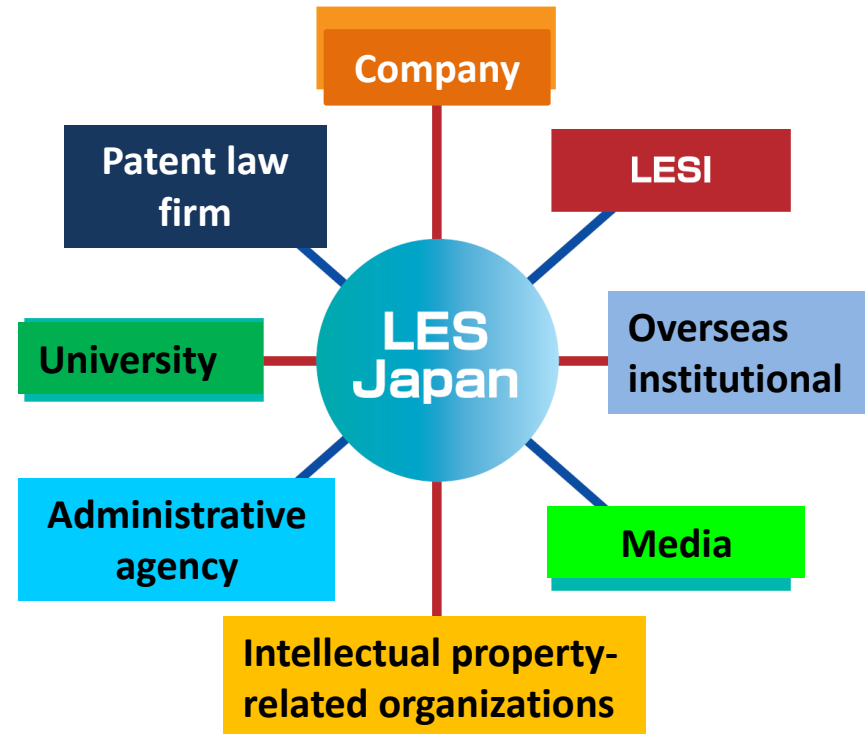 Company
Patent law
firm
LESI
LES
Japan
University
Overseas
institutional
Administrative
agency
Media
Intellectual property-
related organizations